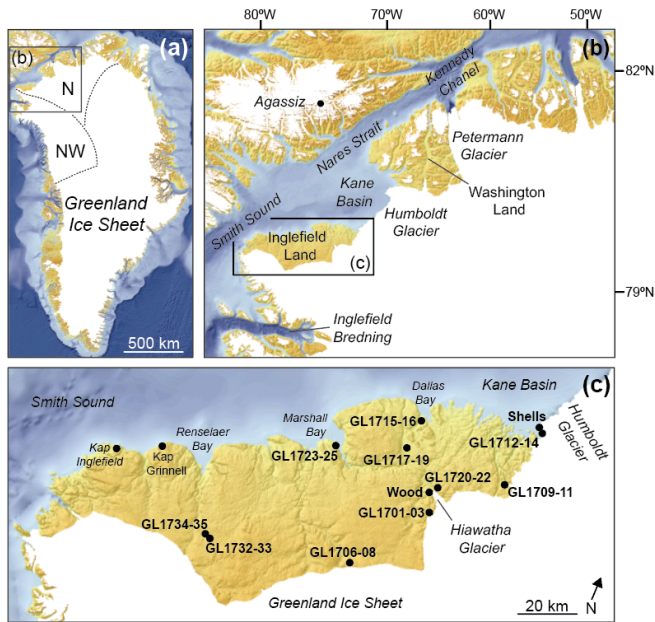 80ºW
70ºW
60ºW
50ºW
(a)
(b)
N
NW
Greenland
Ice Sheet
500 km
(b)
82ºN
79ºN
Kennedy
Chanel
Agassiz
Nares Strait
Petermann
Glacier
Kane
Basin
Washington
Land
Humboldt
Glacier
Smith Sound
Inglefield
Land
(c)
Inglefield
Bredning
(c)
Smith Sound
Kane Basin
Dallas
Bay
Marshall
Bay
Renselaer
Bay
Kap
Inglefield
Kap
Grinnell
Shells
Humboldt
Glacier
GL1715-16
GL1723-25
GL1717-19
GL1712-14
GL1720-22
Wood
GL1709-11
GL1701-03
Hiawatha
Glacier
GL1734-35
GL1732-33
GL1706-08
Greenland Ice Sheet
20 km
N